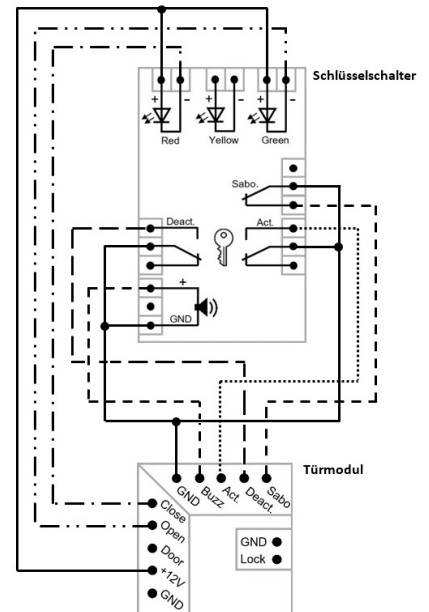 Schlüsselschalter
+ - + - + -
Red Yellow Green
Sabo.
Deact. Act.
+
GND
Türmodul
GND Buzz Act. Deact. Sabo
Close
Open
Door
+12V
GND
GND
Lock